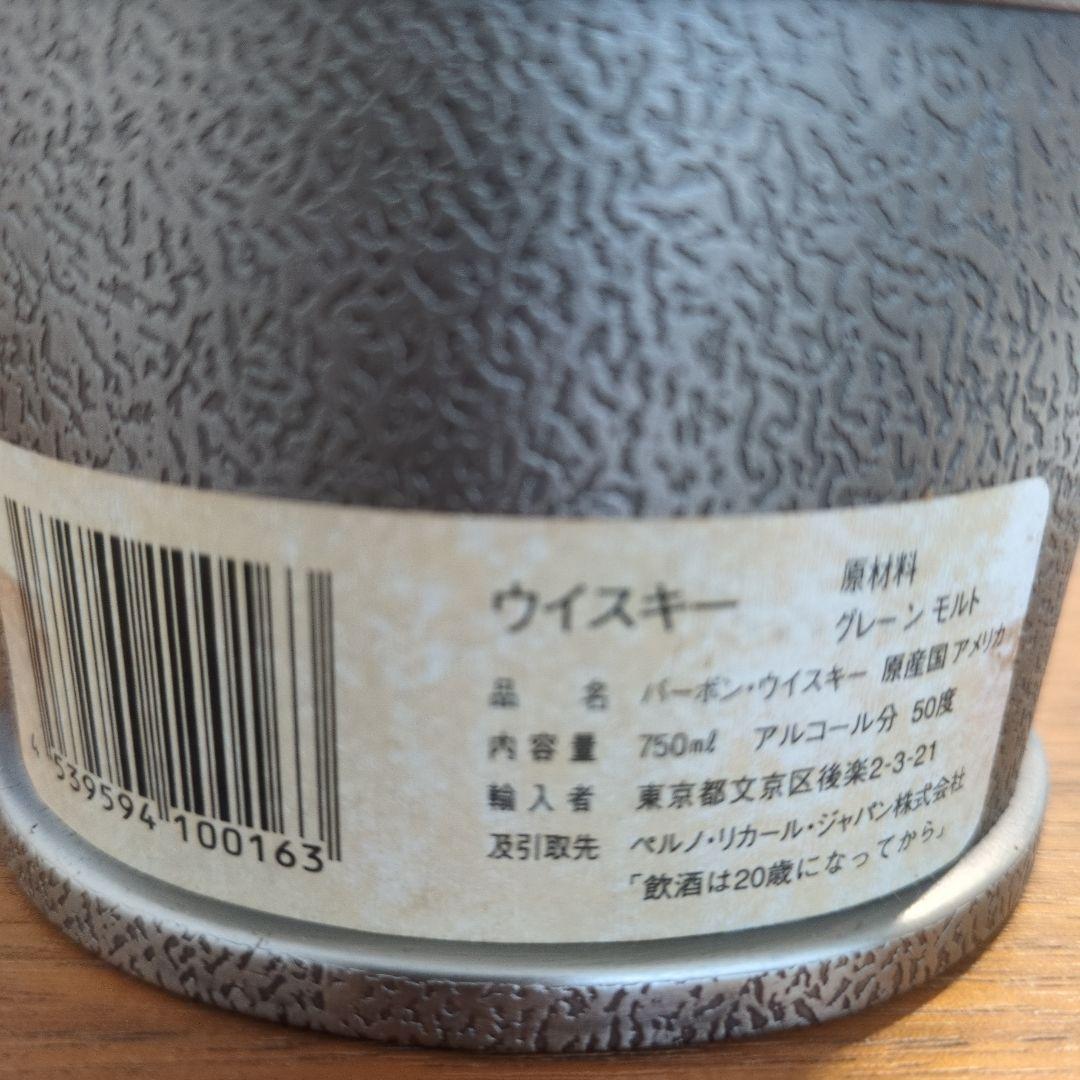 ウイスキー
原材料
グレーン モルト
品名 バーボン・ウイスキー 原産国 アメリカ
内容量 750ml アルコール分 50度
輸入者 東京都文京区後楽2-3-21
及引取先 ペルノ・リカール・ジャパン株式会社
「飲酒は20歳になってから」
4 539594 100163